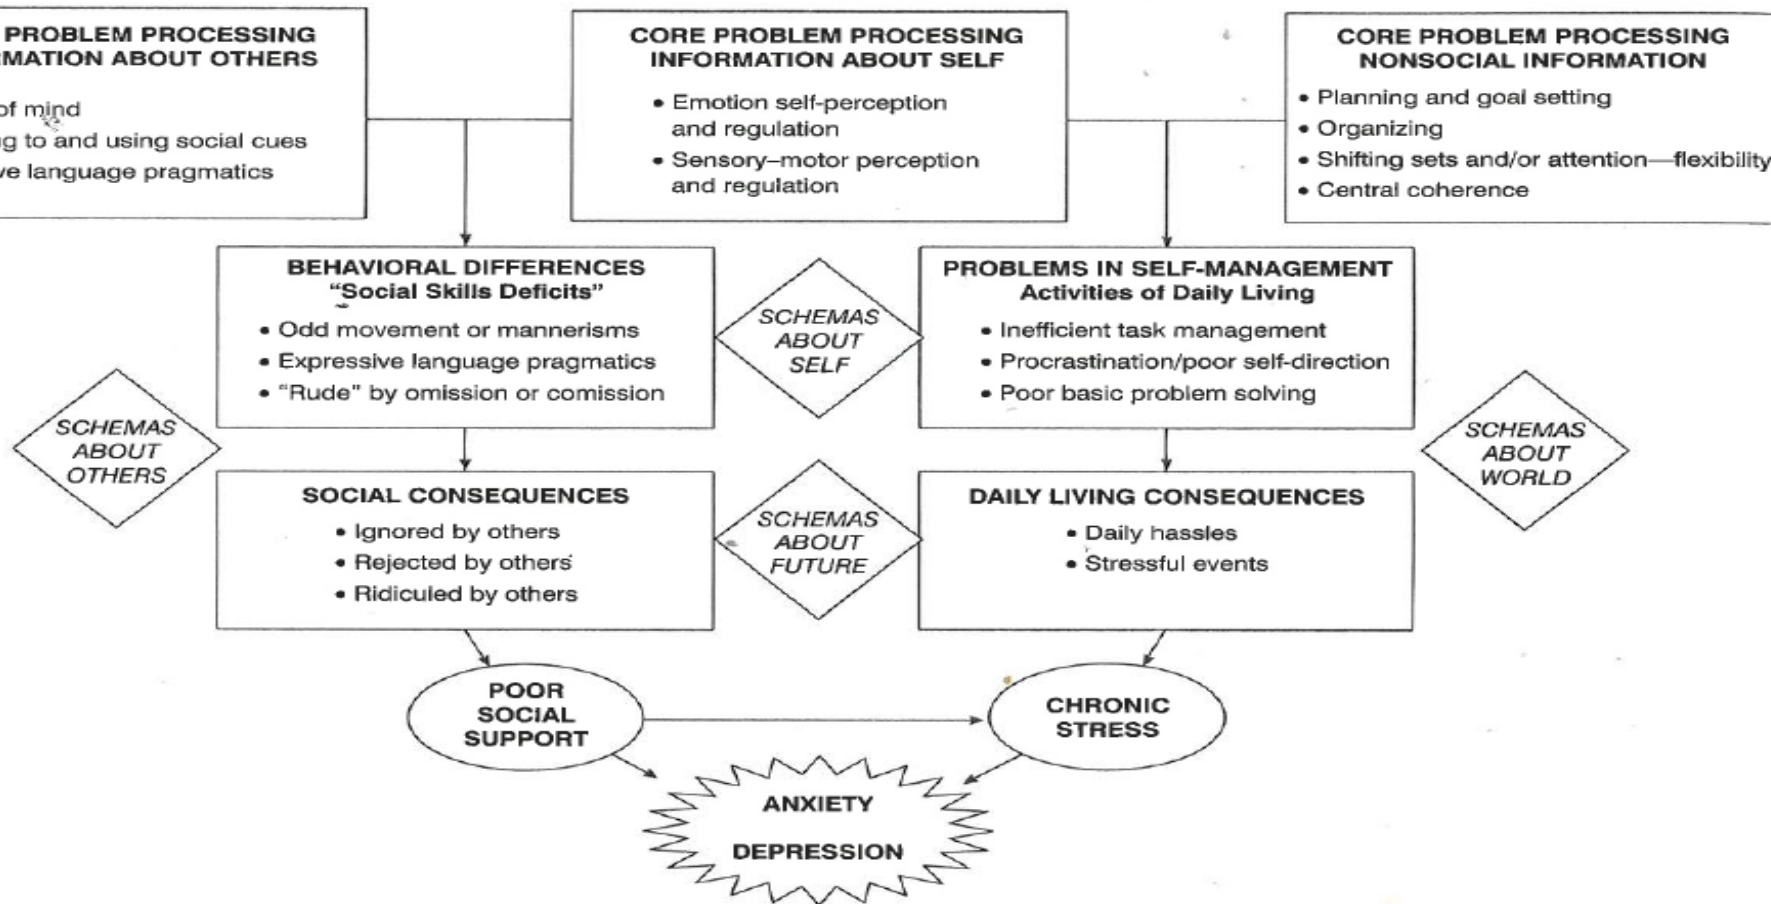 PROBLEM PROCESSING
MATION ABOUT OTHERS
of mind
g to and using social cues
ve language pragmatics
CORE PROBLEM PROCESSING
INFORMATION ABOUT SELF
• Emotion self-perception
and regulation
• Sensory–motor perception
and regulation
CORE PROBLEM PROCESSING
NONSOCIAL INFORMATION
• Planning and goal setting
• Organizing
• Shifting sets and/or attention—flexibility
• Central coherence
BEHAVIORAL DIFFERENCES
“Social Skills Deficits”
• Odd movement or mannerisms
• Expressive language pragmatics
• “Rude” by omission or comission
SCHEMAS
ABOUT
SELF
PROBLEMS IN SELF-MANAGEMENT
Activities of Daily Living
• Inefficient task management
• Procrastination/poor self-direction
• Poor basic problem solving
SCHEMAS
ABOUT
OTHERS
SCHEMAS
ABOUT
WORLD
SOCIAL CONSEQUENCES
• Ignored by others
• Rejected by others
• Ridiculed by others
SCHEMAS
ABOUT
FUTURE
DAILY LIVING CONSEQUENCES
• Daily hassles
• Stressful events
POOR
SOCIAL
SUPPORT
CHRONIC
STRESS
ANXIETY
DEPRESSION